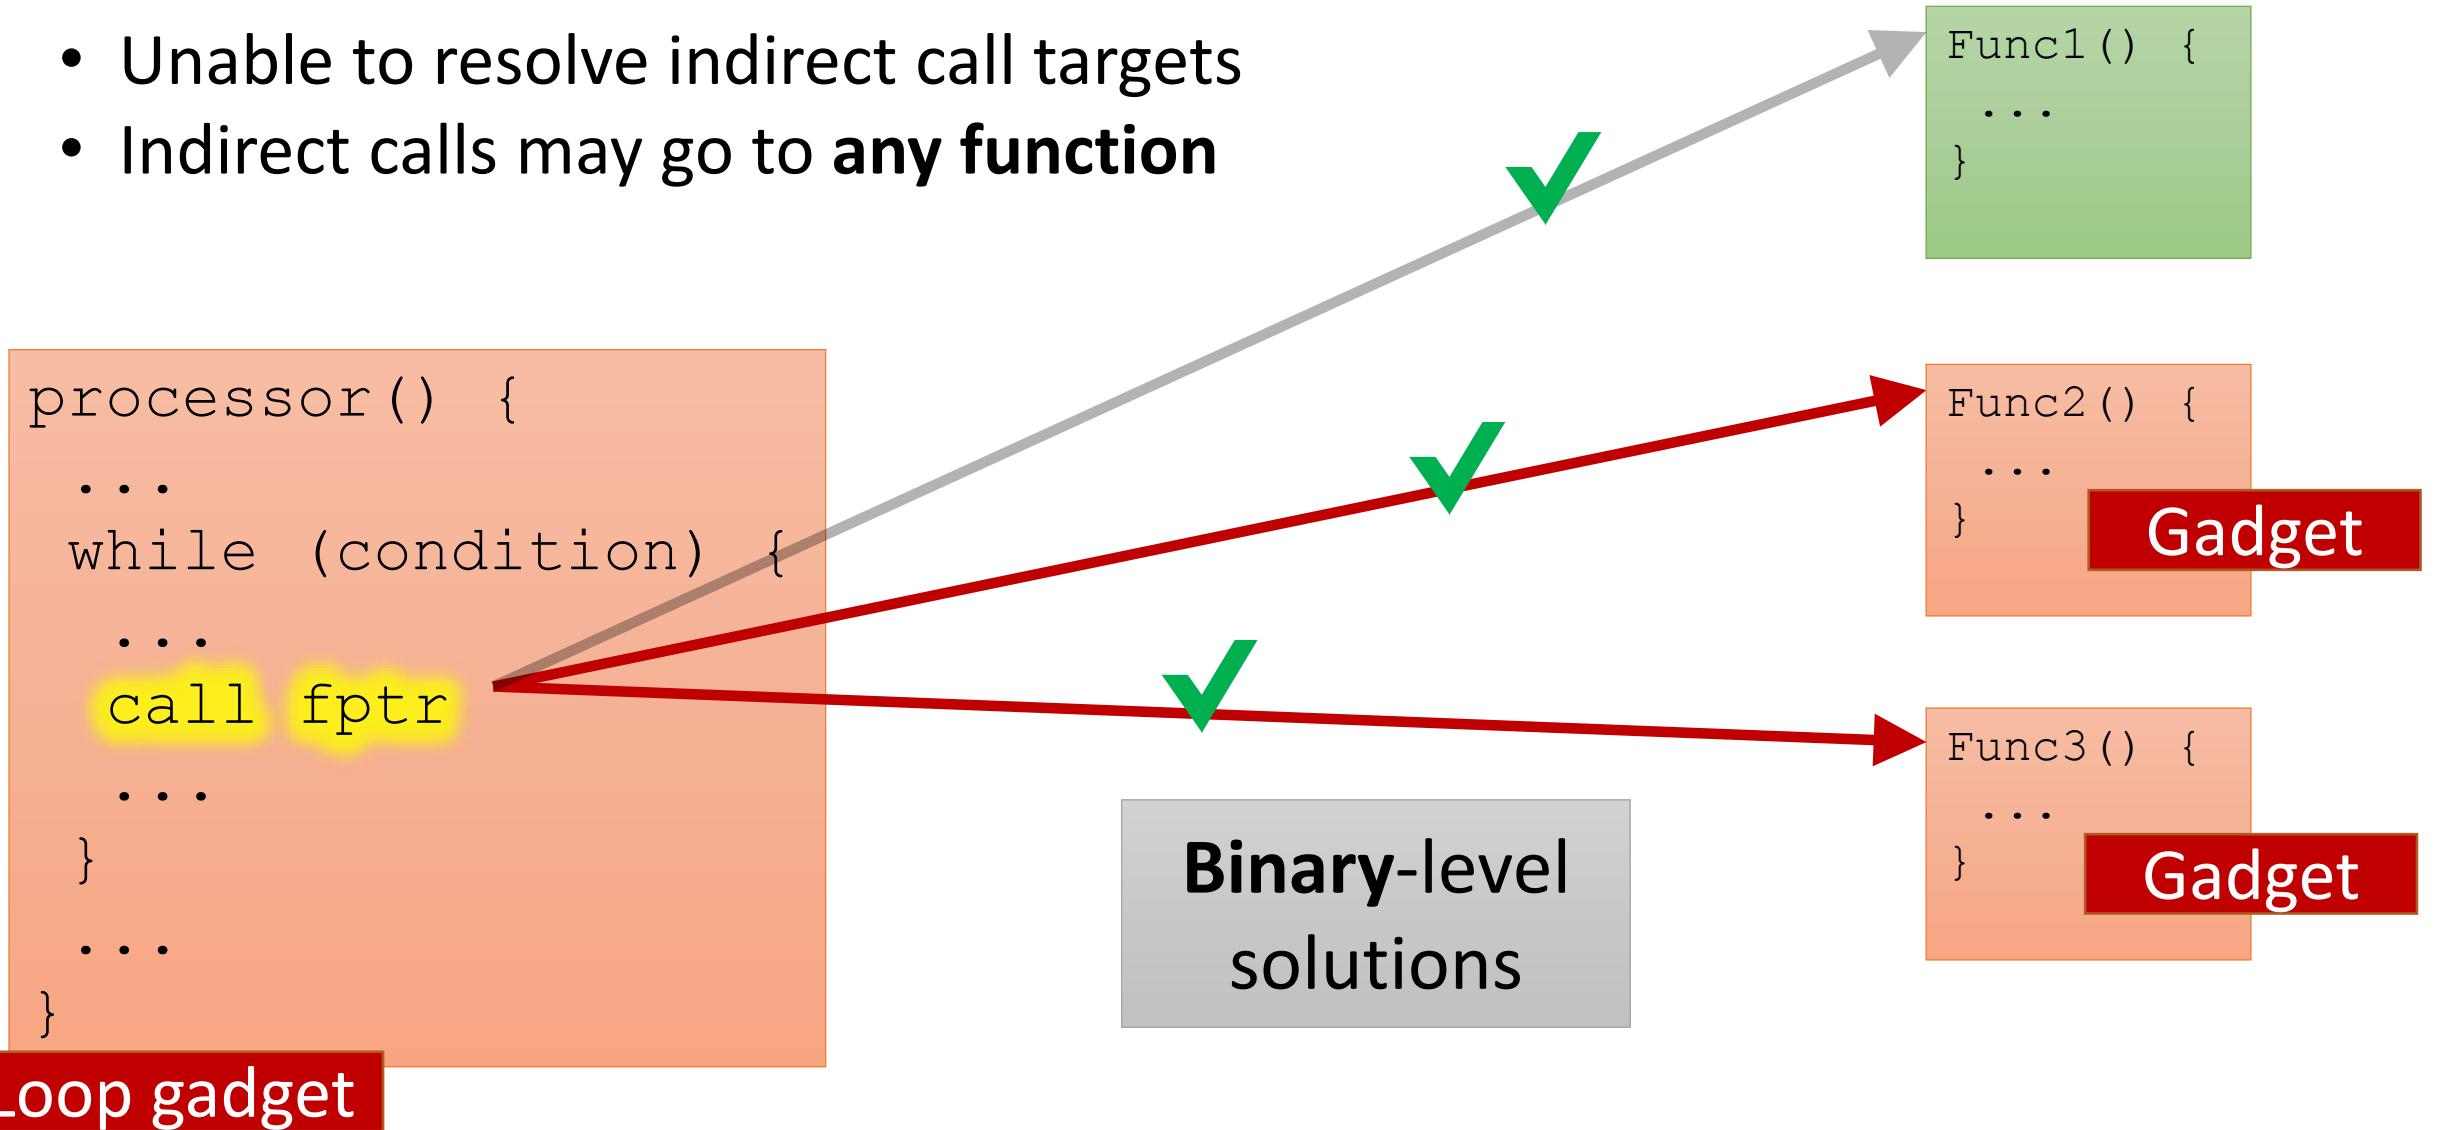 • Unable to resolve indirect call targets
• Indirect calls may go to any function
processor() {
...
while (condition) {
...
call fptr
...
}
...
}
Loop gadget
Binary-level
solutions
Func1() {
...
}
Func2() {
...
}
Gadget
Func3() {
...
}
Gadget